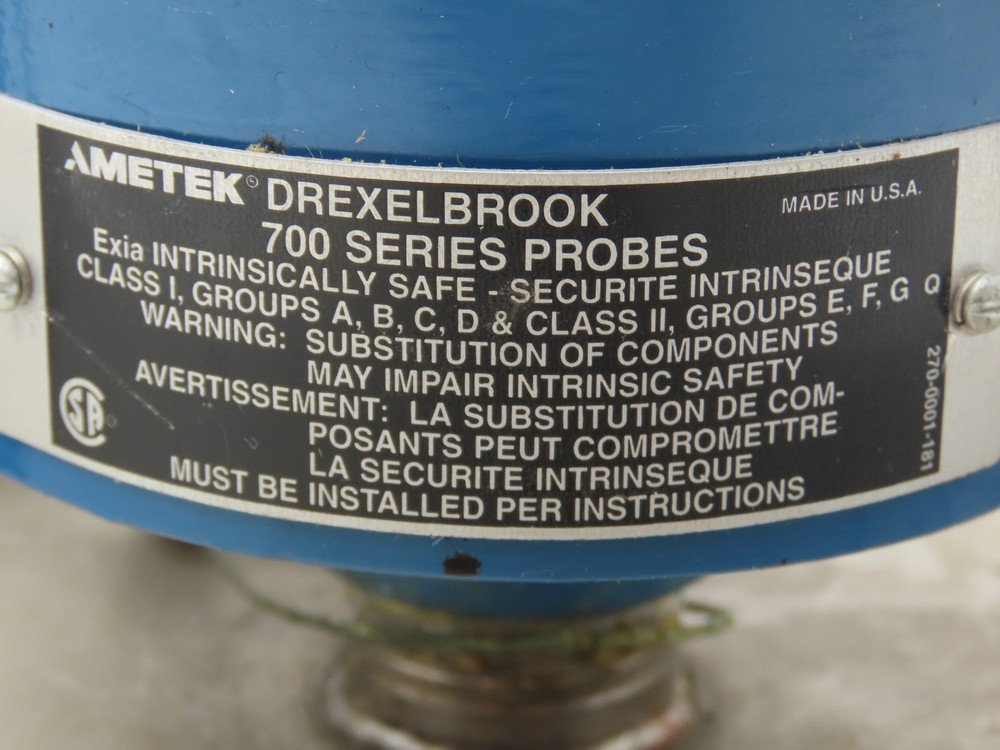 AMETEK® DREXELBROOK
MADE IN U.S.A.
700 SERIES PROBES
Exia INTRINSICALLY SAFE - SECURITE INTRINSEQUE
CLASS I, GROUPS A, B, C, D & CLASS II, GROUPS E, F, G Q
WARNING: SUBSTITUTION OF COMPONENTS
MAY IMPAIR INTRINSIC SAFETY
AVERTISSEMENT: LA SUBSTITUTION DE COM-
POSANTS PEUT COMPROMETTRE
LA SECURITE INTRINSEQUE
MUST BE INSTALLED PER INSTRUCTIONS
270-0001-181
SA